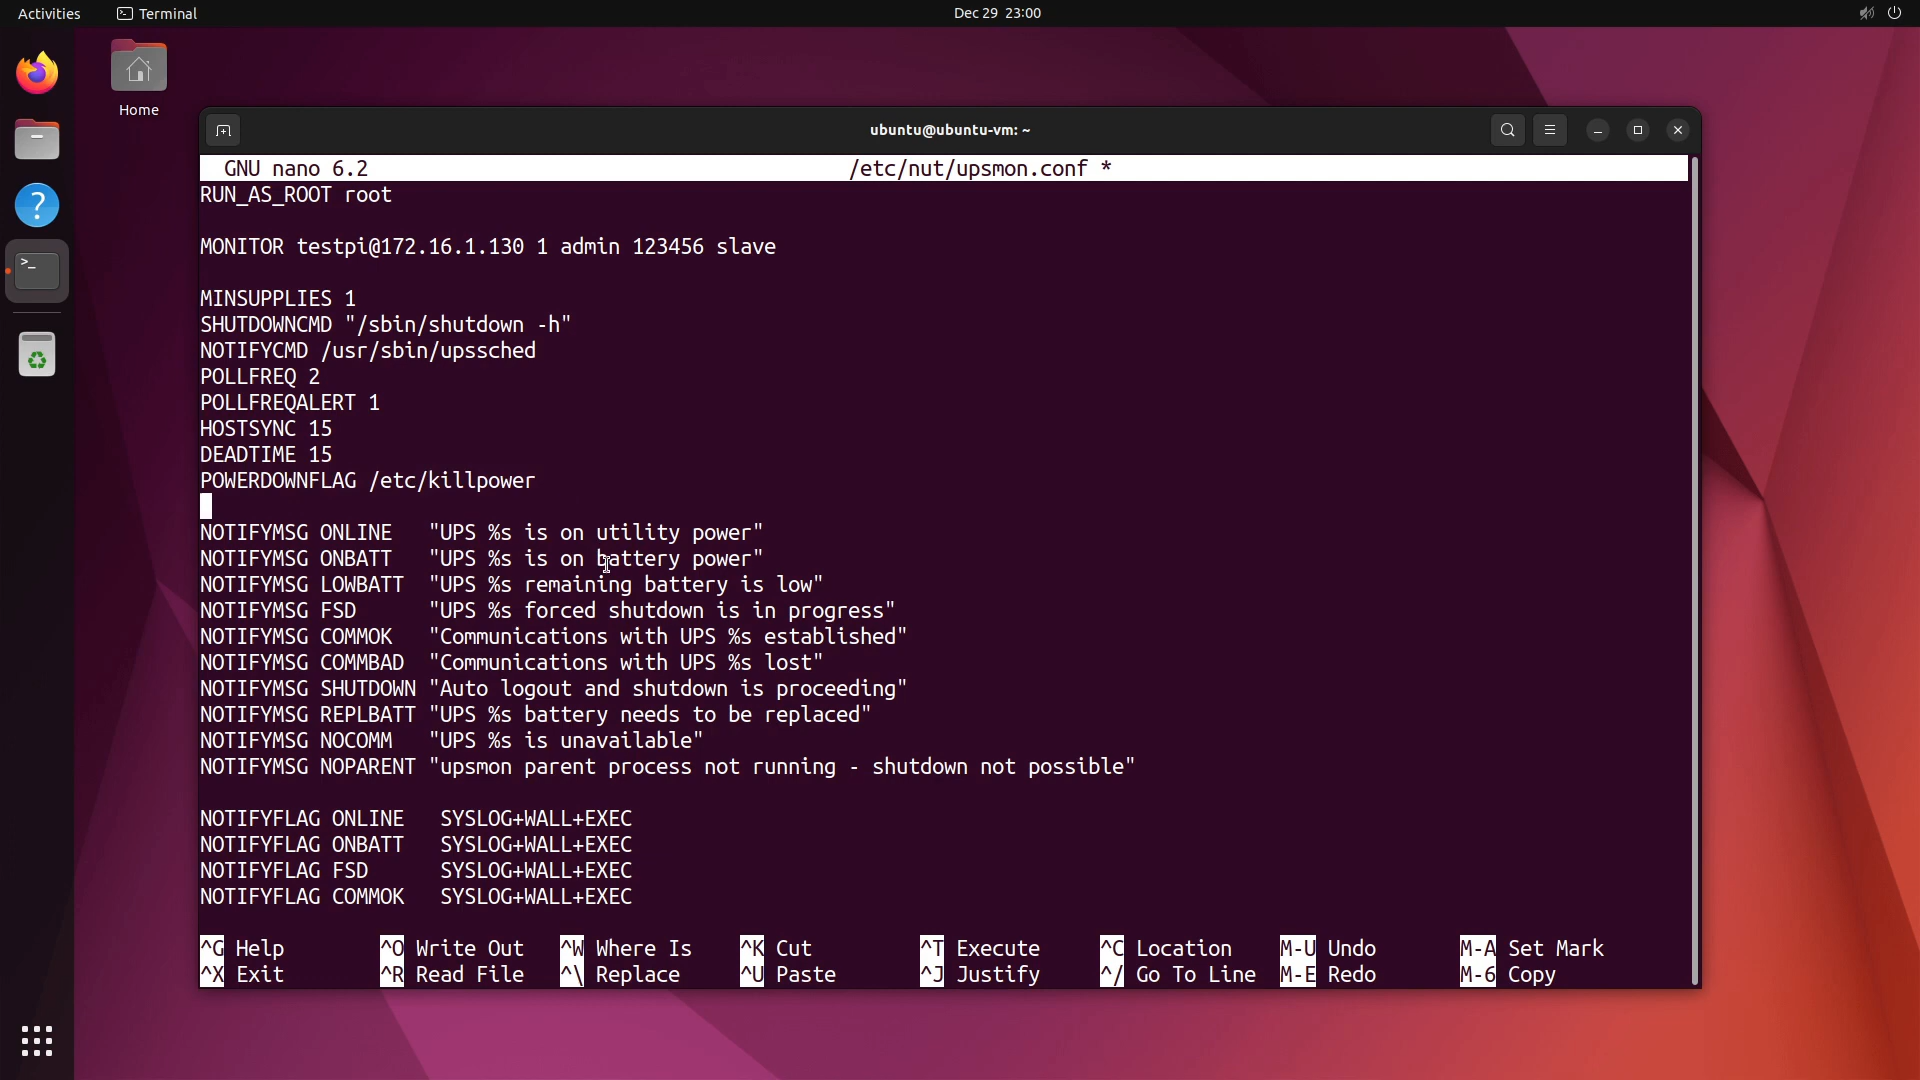 Activities
Terminal
Dec 29 23:00
Home
ubuntu@ubuntu-vm: ~
GNU nano 6.2 /etc/nut/upsmon.conf *
RUN_AS_ROOT root
MONITOR testpi@172.16.1.130 1 admin 123456 slave
MINSUPPLIES 1
SHUTDOWNCMD "/sbin/shutdown -h"
NOTIFYCMD /usr/sbin/upssched
POLLFREQ 2
POLLFREQALERT 1
HOSTSYNC 15
DEADTIME 15
POWERDOWNFLAG /etc/killpower
NOTIFYMSG ONLINE   "UPS %s is on utility power"
NOTIFYMSG ONBATT   "UPS %s is on battery power"
NOTIFYMSG LOWBATT  "UPS %s remaining battery is low"
NOTIFYMSG FSD      "UPS %s forced shutdown is in progress"
NOTIFYMSG COMMOK   "Communications with UPS %s established"
NOTIFYMSG COMMBAD  "Communications with UPS %s lost"
NOTIFYMSG SHUTDOWN "Auto logout and shutdown is proceeding"
NOTIFYMSG REPLBATT "UPS %s battery needs to be replaced"
NOTIFYMSG NOCOMM   "UPS %s is unavailable"
NOTIFYMSG NOPARENT "upsmon parent process not running - shutdown not possible"
NOTIFYFLAG ONLINE   SYSLOG+WALL+EXEC
NOTIFYFLAG ONBATT   SYSLOG+WALL+EXEC
NOTIFYFLAG FSD      SYSLOG+WALL+EXEC
NOTIFYFLAG COMMOK   SYSLOG+WALL+EXEC
^G Help ^O Write Out ^W Where Is ^K Cut ^T Execute ^C Location M-U Undo M-A Set Mark
^X Exit ^R Read File ^\ Replace ^U Paste ^J Justify ^/ Go To Line M-E Redo M-6 Copy